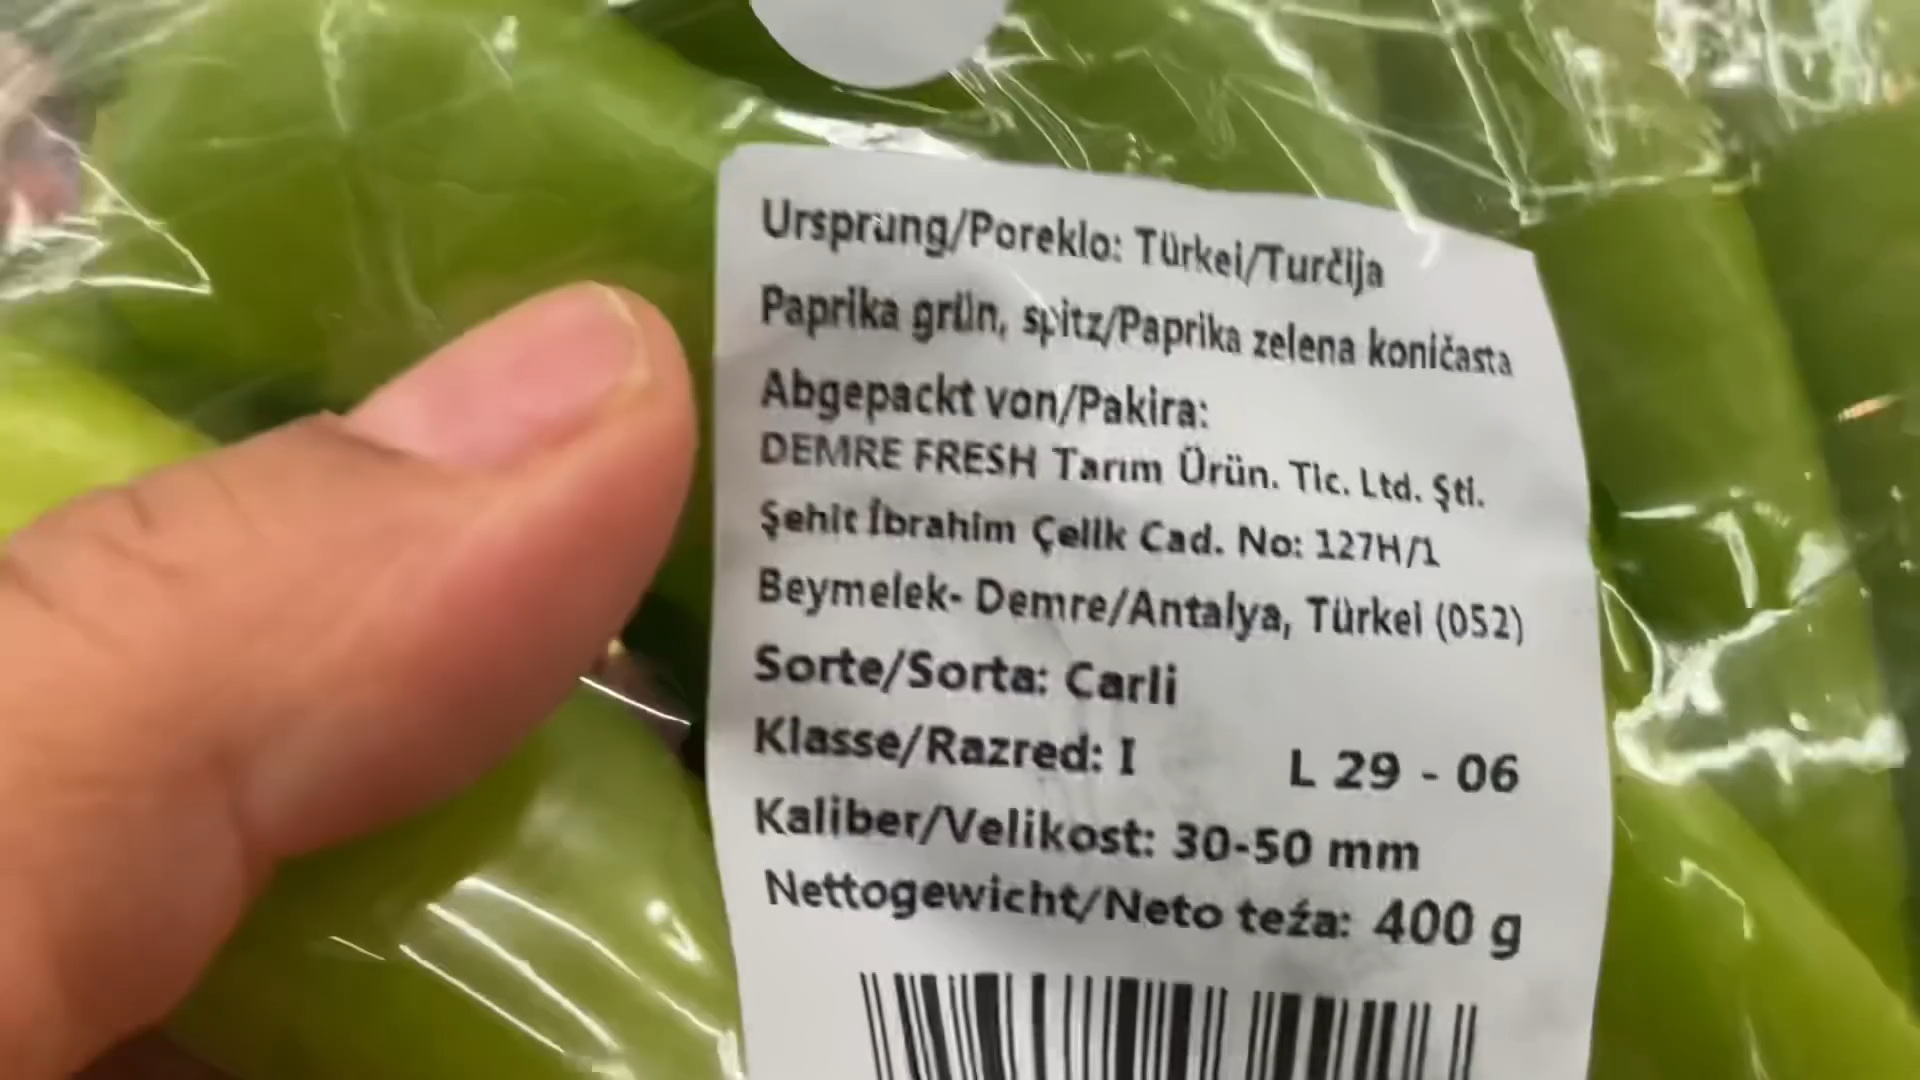 Ursprung/Poreklo: Türkei/Turčija
Paprika grün, spitz/Paprika zelena koničasta
Abgepackt von/Pakira:
DEMRE FRESH Tarım Ürün. Tic. Ltd. Şti.
Şehit İbrahim Çelik Cad. No: 127H/1
Beymelek- Demre/Antalya, Türkei (052)
Sorte/Sorta: Carli
Klasse/Razred: I L 29 - 06
Kaliber/Velikost: 30-50 mm
Nettogewicht/Neto teźa: 400 g